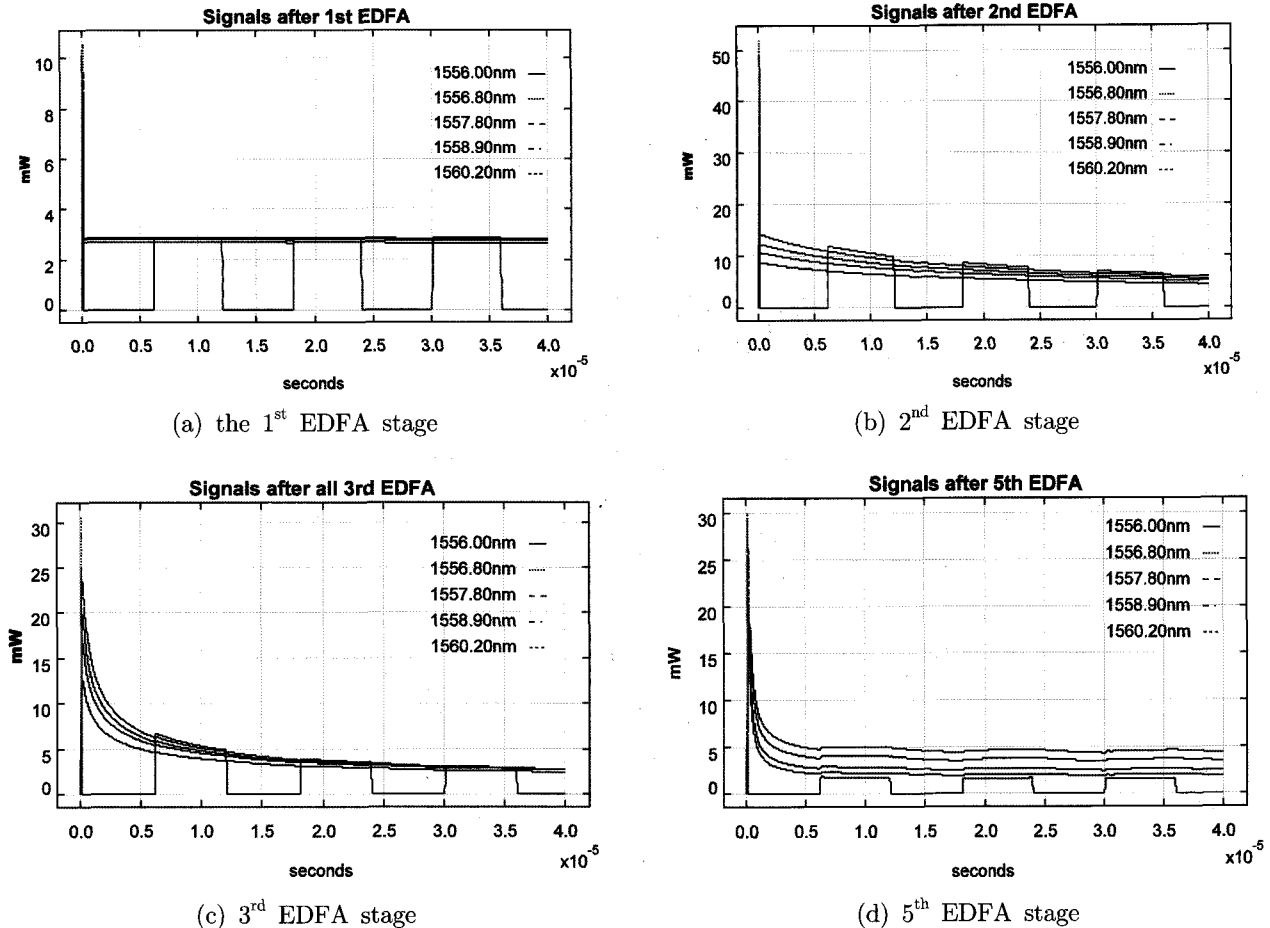 Signals after 1st EDFA
10
8
6
4
2
0
mW
1556.00nm
1556.80nm
1557.80nm
1558.90nm
1560.20nm
0.0 0.5 1.0 1.5 2.0 2.5 3.0 3.5 4.0
x10-5
seconds
(a) the 1st EDFA stage
Signals after 2nd EDFA
50
40
30
20
10
0
mW
1556.00nm
1556.80nm
1557.80nm
1558.90nm
1560.20nm
0.0 0.5 1.0 1.5 2.0 2.5 3.0 3.5 4.0
x10-5
seconds
(b) 2nd EDFA stage
Signals after all 3rd EDFA
30
25
20
15
10
5
0
mW
1556.00nm
1556.80nm
1557.80nm
1558.90nm
1560.20nm
0.0 0.5 1.0 1.5 2.0 2.5 3.0 3.5 4.0
x10-5
seconds
(c) 3rd EDFA stage
Signals after 5th EDFA
30
25
20
15
10
5
0
mW
1556.00nm
1556.80nm
1557.80nm
1558.90nm
1560.20nm
0.0 0.5 1.0 1.5 2.0 2.5 3.0 3.5 4.0
x10-5
seconds
(d) 5th EDFA stage